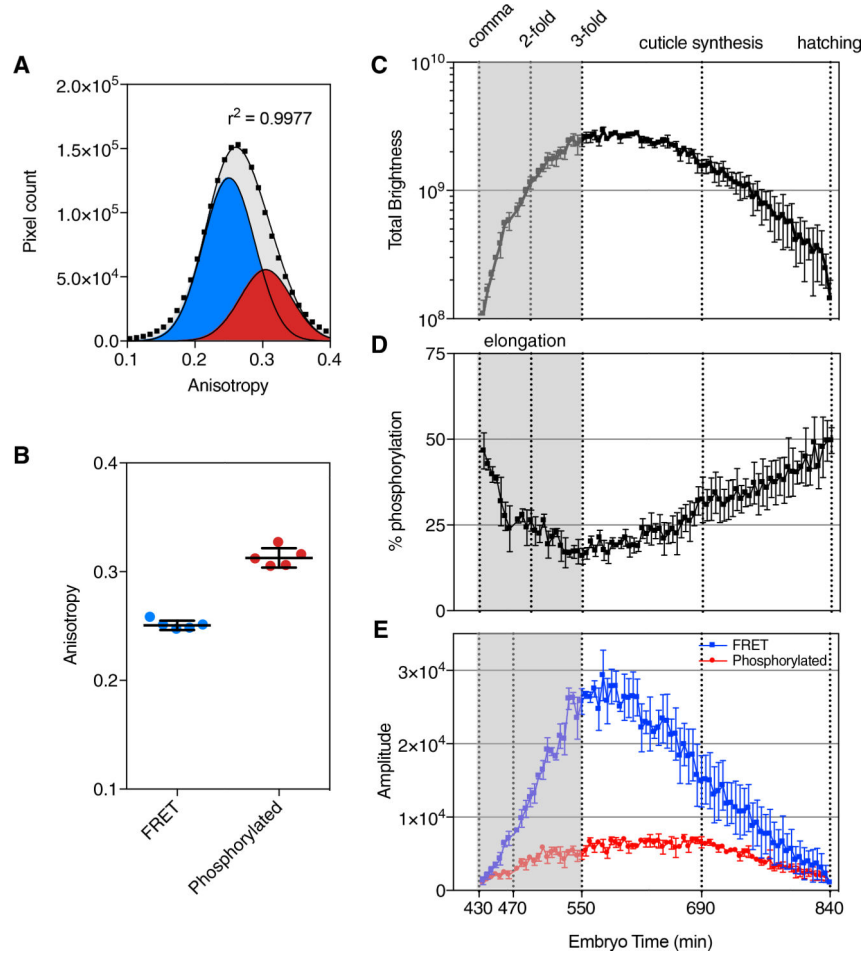 comma
2-fold
3-fold
cuticle synthesis
hatching
A
2.0×10⁵
1.5×10⁵
1.0×10⁵
5.0×10⁴
0.0
Pixel count
r² = 0.9977
0.1
0.2
0.3
0.4
Anisotropy
B
0.4
0.3
0.2
0.1
Anisotropy
FRET
Phosphorylated
C
10¹⁰
10⁹
10⁸
Total Brightness
D
elongation
75
50
25
0
% phosphorylation
E
FRET
Phosphorylated
3×10⁴
2×10⁴
1×10⁴
0
Amplitude
430
470
550
690
840
Embryo Time (min)